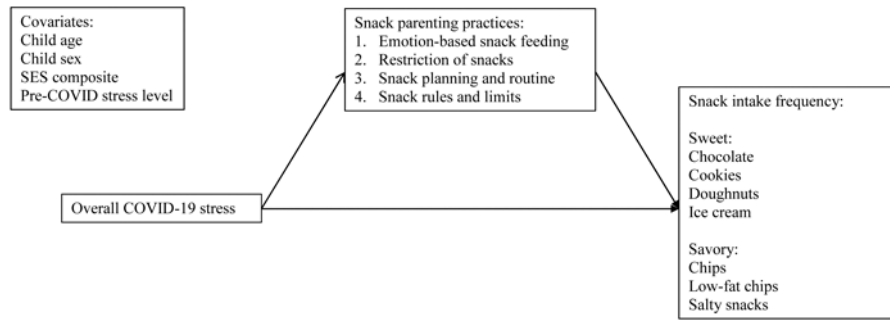 Covariates:
Child age
Child sex
SES composite
Pre-COVID stress level
Snack parenting practices:
1. Emotion-based snack feeding
2. Restriction of snacks
3. Snack planning and routine
4. Snack rules and limits
Overall COVID-19 stress
Snack intake frequency:
Sweet:
Chocolate
Cookies
Doughnuts
Ice cream
Savory:
Chips
Low-fat chips
Salty snacks